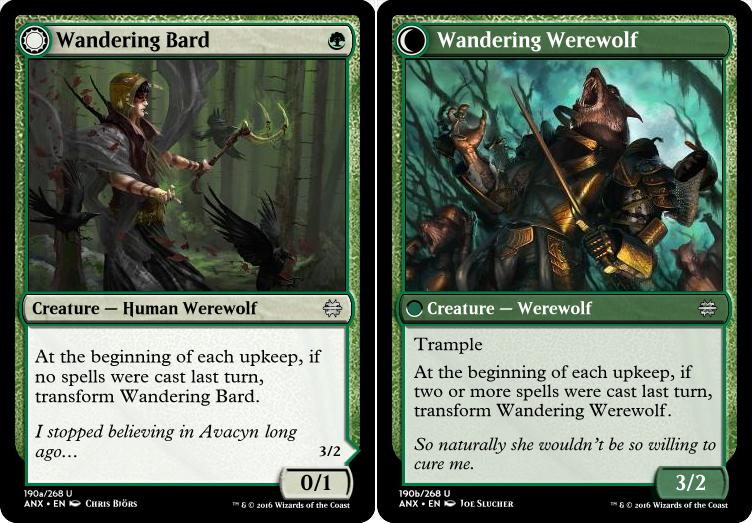 Wandering Bard
Creature — Human Werewolf
At the beginning of each upkeep, if
no spells were cast last turn,
transform Wandering Bard.
I stopped believing in Avacyn long
ago...
3/2
0/1
190a/268 U
ANX • EN Chris Björs
™ & © 2016 Wizards of the Coast
Wandering Werewolf
Creature — Werewolf
Trample
At the beginning of each upkeep, if
two or more spells were cast last turn,
transform Wandering Werewolf.
So naturally she wouldn't be so willing to
cure me.
3/2
190b/268 U
ANX • EN Joe Slucher
™ & © 2016 Wizards of the Coast